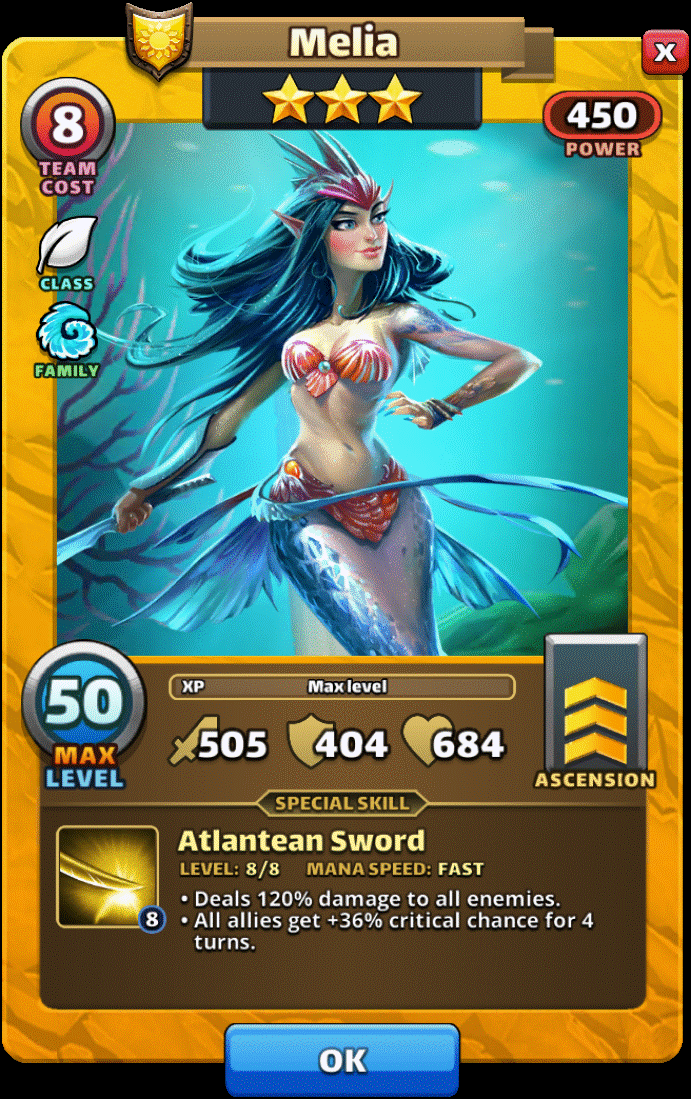 Melia
X
8
TEAM
COST
450
POWER
CLASS
FAMILY
50
MAX
LEVEL
XP Max level
505 404 684
ASCENSION
SPECIAL SKILL
Atlantean Sword
LEVEL: 8/8 MANA SPEED: FAST
8
• Deals 120% damage to all enemies.
• All allies get +36% critical chance for 4
turns.
OK